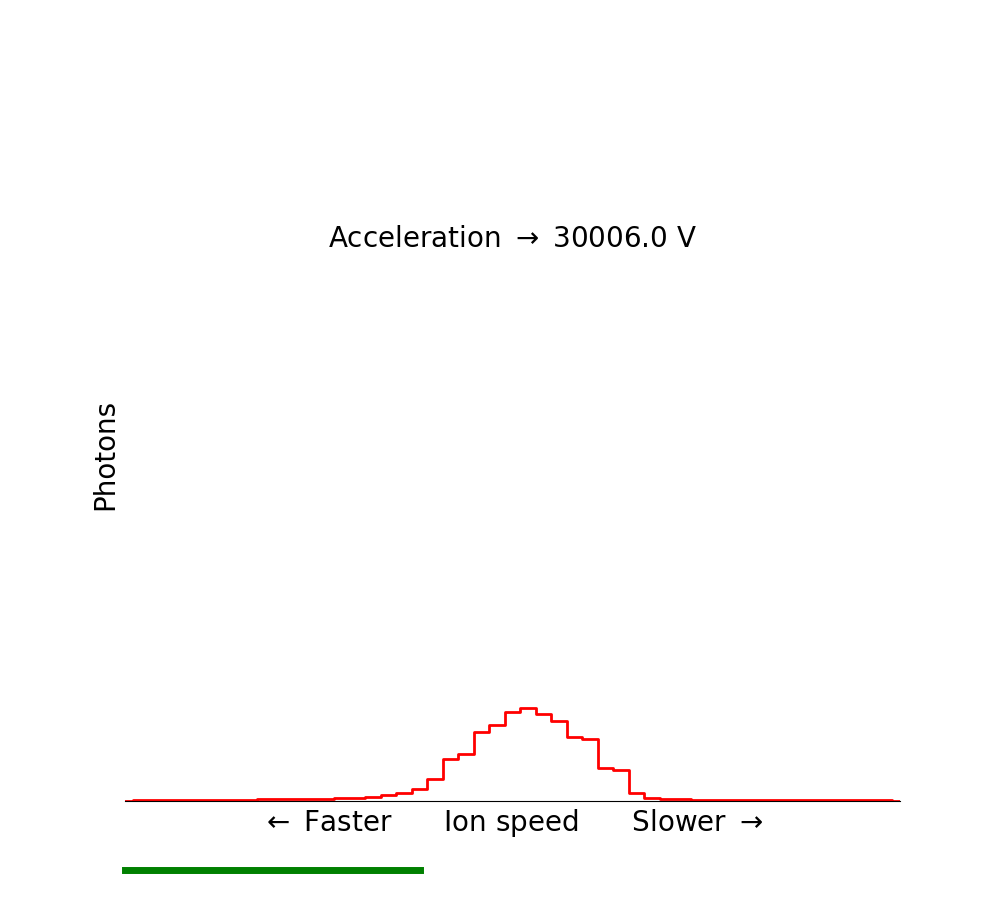 Acceleration → 30006.0 V
Photons
← Faster Ion speed Slower →